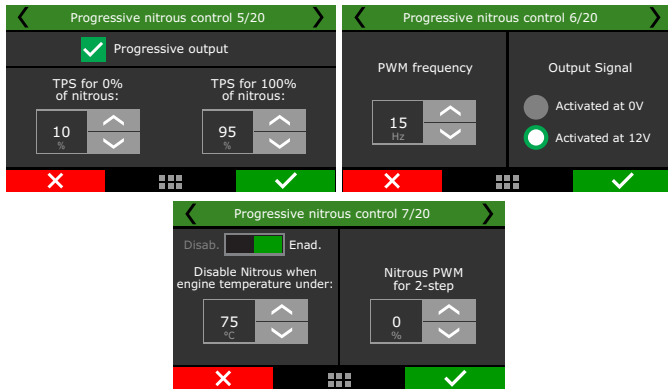 Progressive nitrous control 5/20
Progressive output
TPS for 0%
of nitrous:
10
%
TPS for 100%
of nitrous:
95
%
Progressive nitrous control 6/20
PWM frequency
15
Hz
Output Signal
Activated at 0V
Activated at 12V
Progressive nitrous control 7/20
Disab.
Enad.
Disable Nitrous when
engine temperature under:
75
°C
Nitrous PWM
for 2-step
0
%